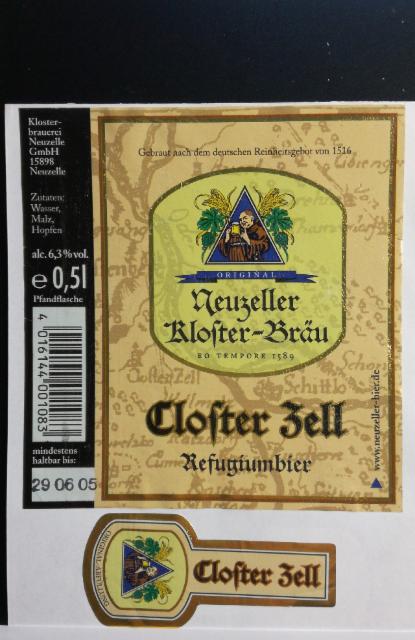 Kloster-
brauerei
Neuzelle
GmbH
15898
Neuzelle
Zutaten:
Wasser,
Malz,
Hopfen
alc. 6,3 % vol.
e 0,5l
Pfandflasche
4 016144 001083
mindestens
haltbar bis:
29 06 05
Gebraut nach dem deutschen Reinheitsgebot von 1516
ORIGINAL
Neuzeller
Kloster-Bräu
EO TEMPORE 1589
Closter Zell
Refugiumbier
www.neuzeller-bier.de
Closter Zell